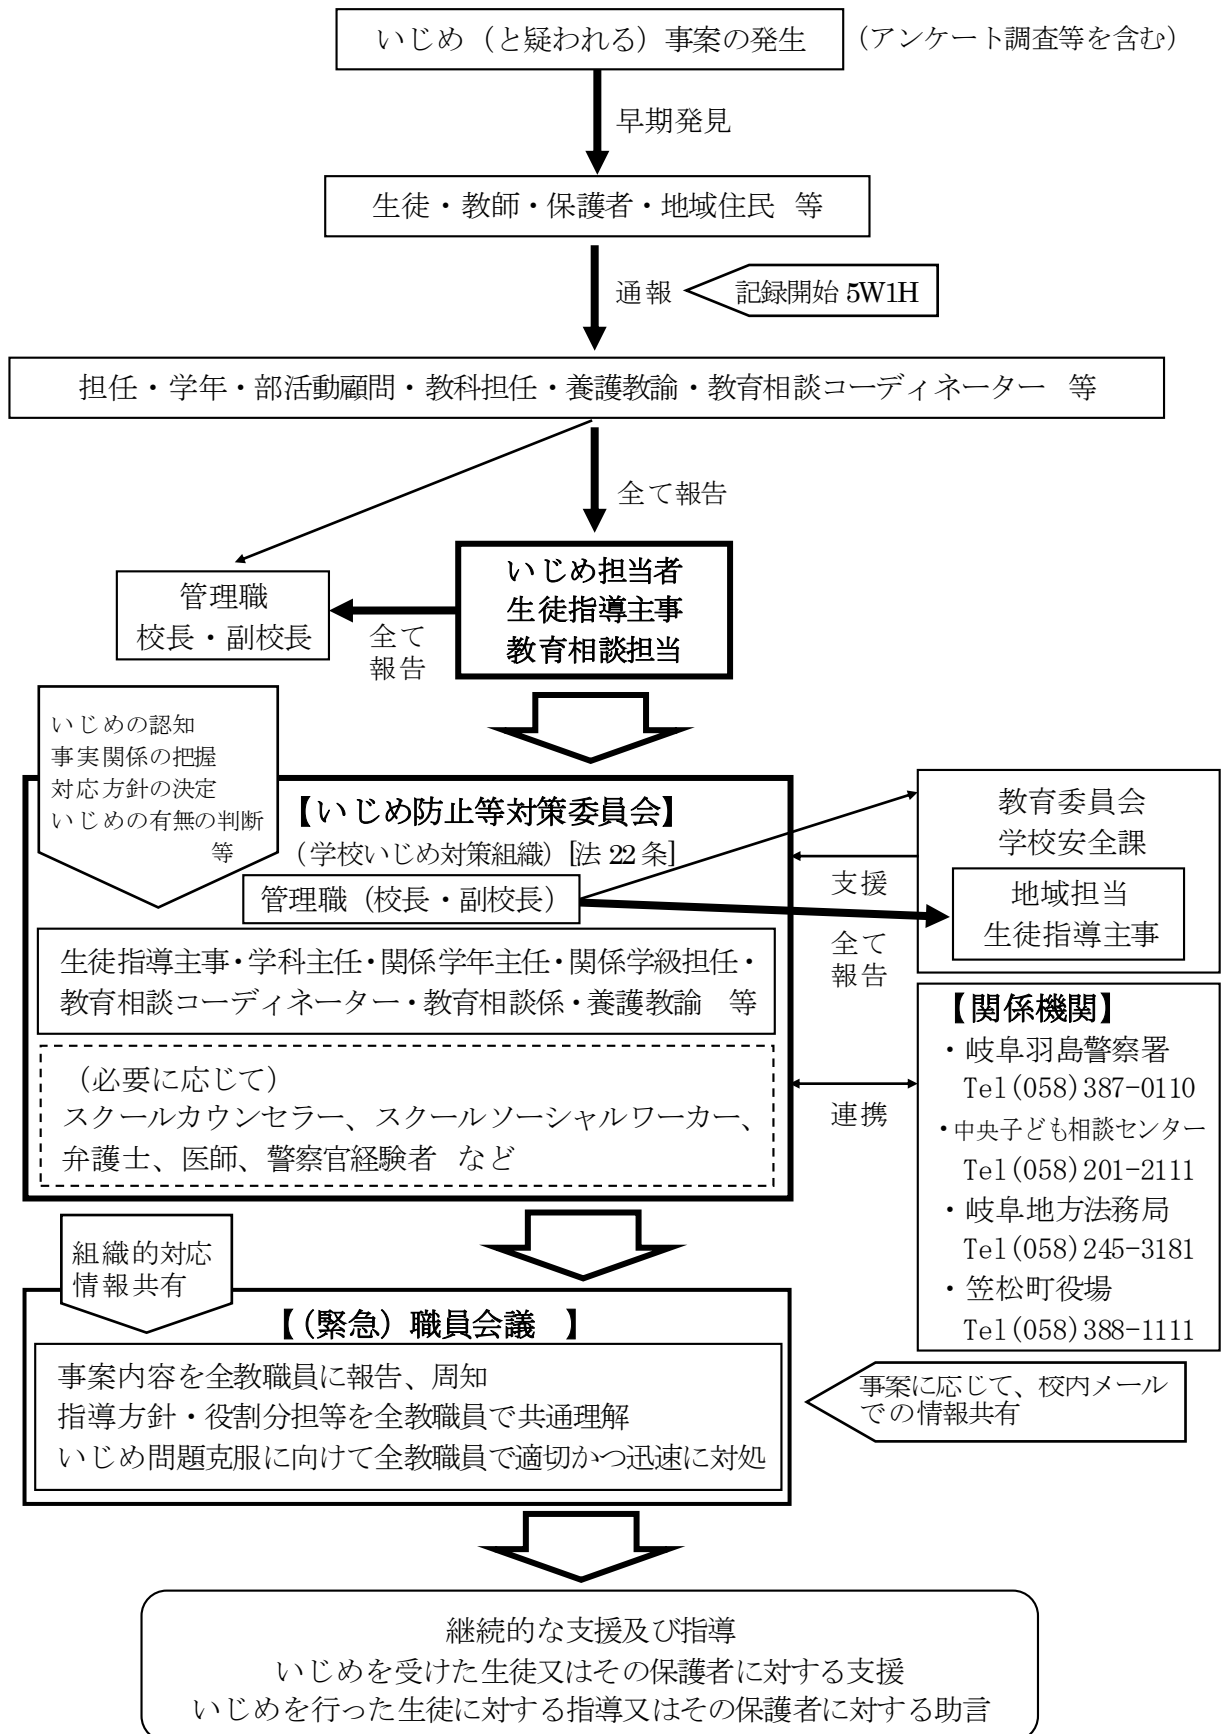 いじめ（と疑われる）事案の発生
（アンケート調査等を含む）
早期発見
生徒・教師・保護者・地域住民 等
通報
記録開始 5W1H
担任・学年・部活動顧問・教科担任・養護教諭・教育相談コーディネーター 等
全て報告
いじめ担当者
生徒指導主事
教育相談担当
管理職
校長・副校長
全て
報告
いじめの認知
事実関係の把握
対応方針の決定
いじめの有無の判断
等
【いじめ防止等対策委員会】
（学校いじめ対策組織）[法 22 条]
管理職（校長・副校長）
生徒指導主事・学科主任・関係学年主任・関係学級担任・
教育相談コーディネーター・教育相談係・養護教諭 等
（必要に応じて）
スクールカウンセラー、スクールソーシャルワーカー、
弁護士、医師、警察官経験者 など
支援
全て
報告
連携
教育委員会
学校安全課
地域担当
生徒指導主事
【関係機関】
・岐阜羽島警察署
Tel(058)387-0110
・中央子ども相談センター
Tel(058)201-2111
・岐阜地方法務局
Tel(058)245-3181
・笠松町役場
Tel(058)388-1111
組織的対応
情報共有
【(緊急）職員会議 】
事案内容を全教職員に報告、周知
指導方針・役割分担等を全教職員で共通理解
いじめ問題克服に向けて全教職員で適切かつ迅速に対処
事案に応じて、校内メール
での情報共有
継続的な支援及び指導
いじめを受けた生徒又はその保護者に対する支援
いじめを行った生徒に対する指導又はその保護者に対する助言